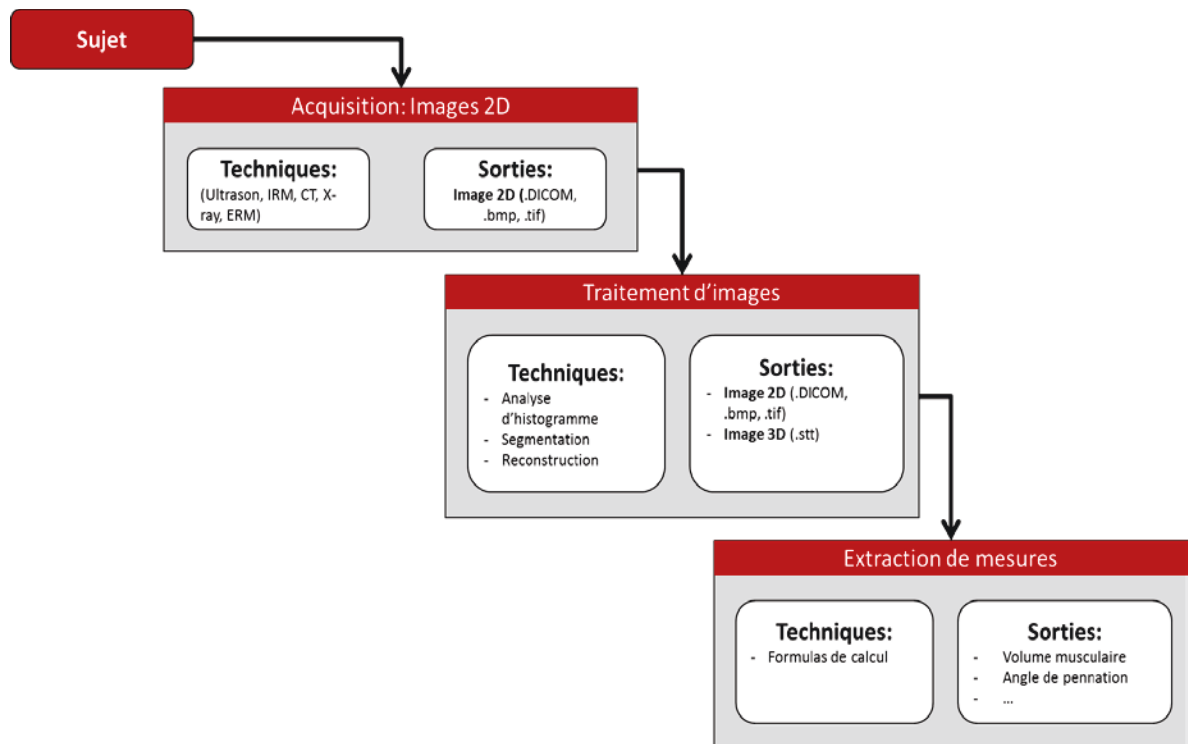 Sujet
Acquisition: Images 2D
Techniques:
(Ultrason, IRM, CT, X-
ray, ERM)
Sorties:
Image 2D (.DICOM,
.bmp, .tif)
Traitement d'images
Techniques:
- Analyse
d'histogramme
- Segmentation
- Reconstruction
Sorties:
- Image 2D (.DICOM,
.bmp, .tif)
- Image 3D (.stt)
Extraction de mesures
Techniques:
- Formulas de calcul
Sorties:
- Volume musculaire
- Angle de pennation
- ...